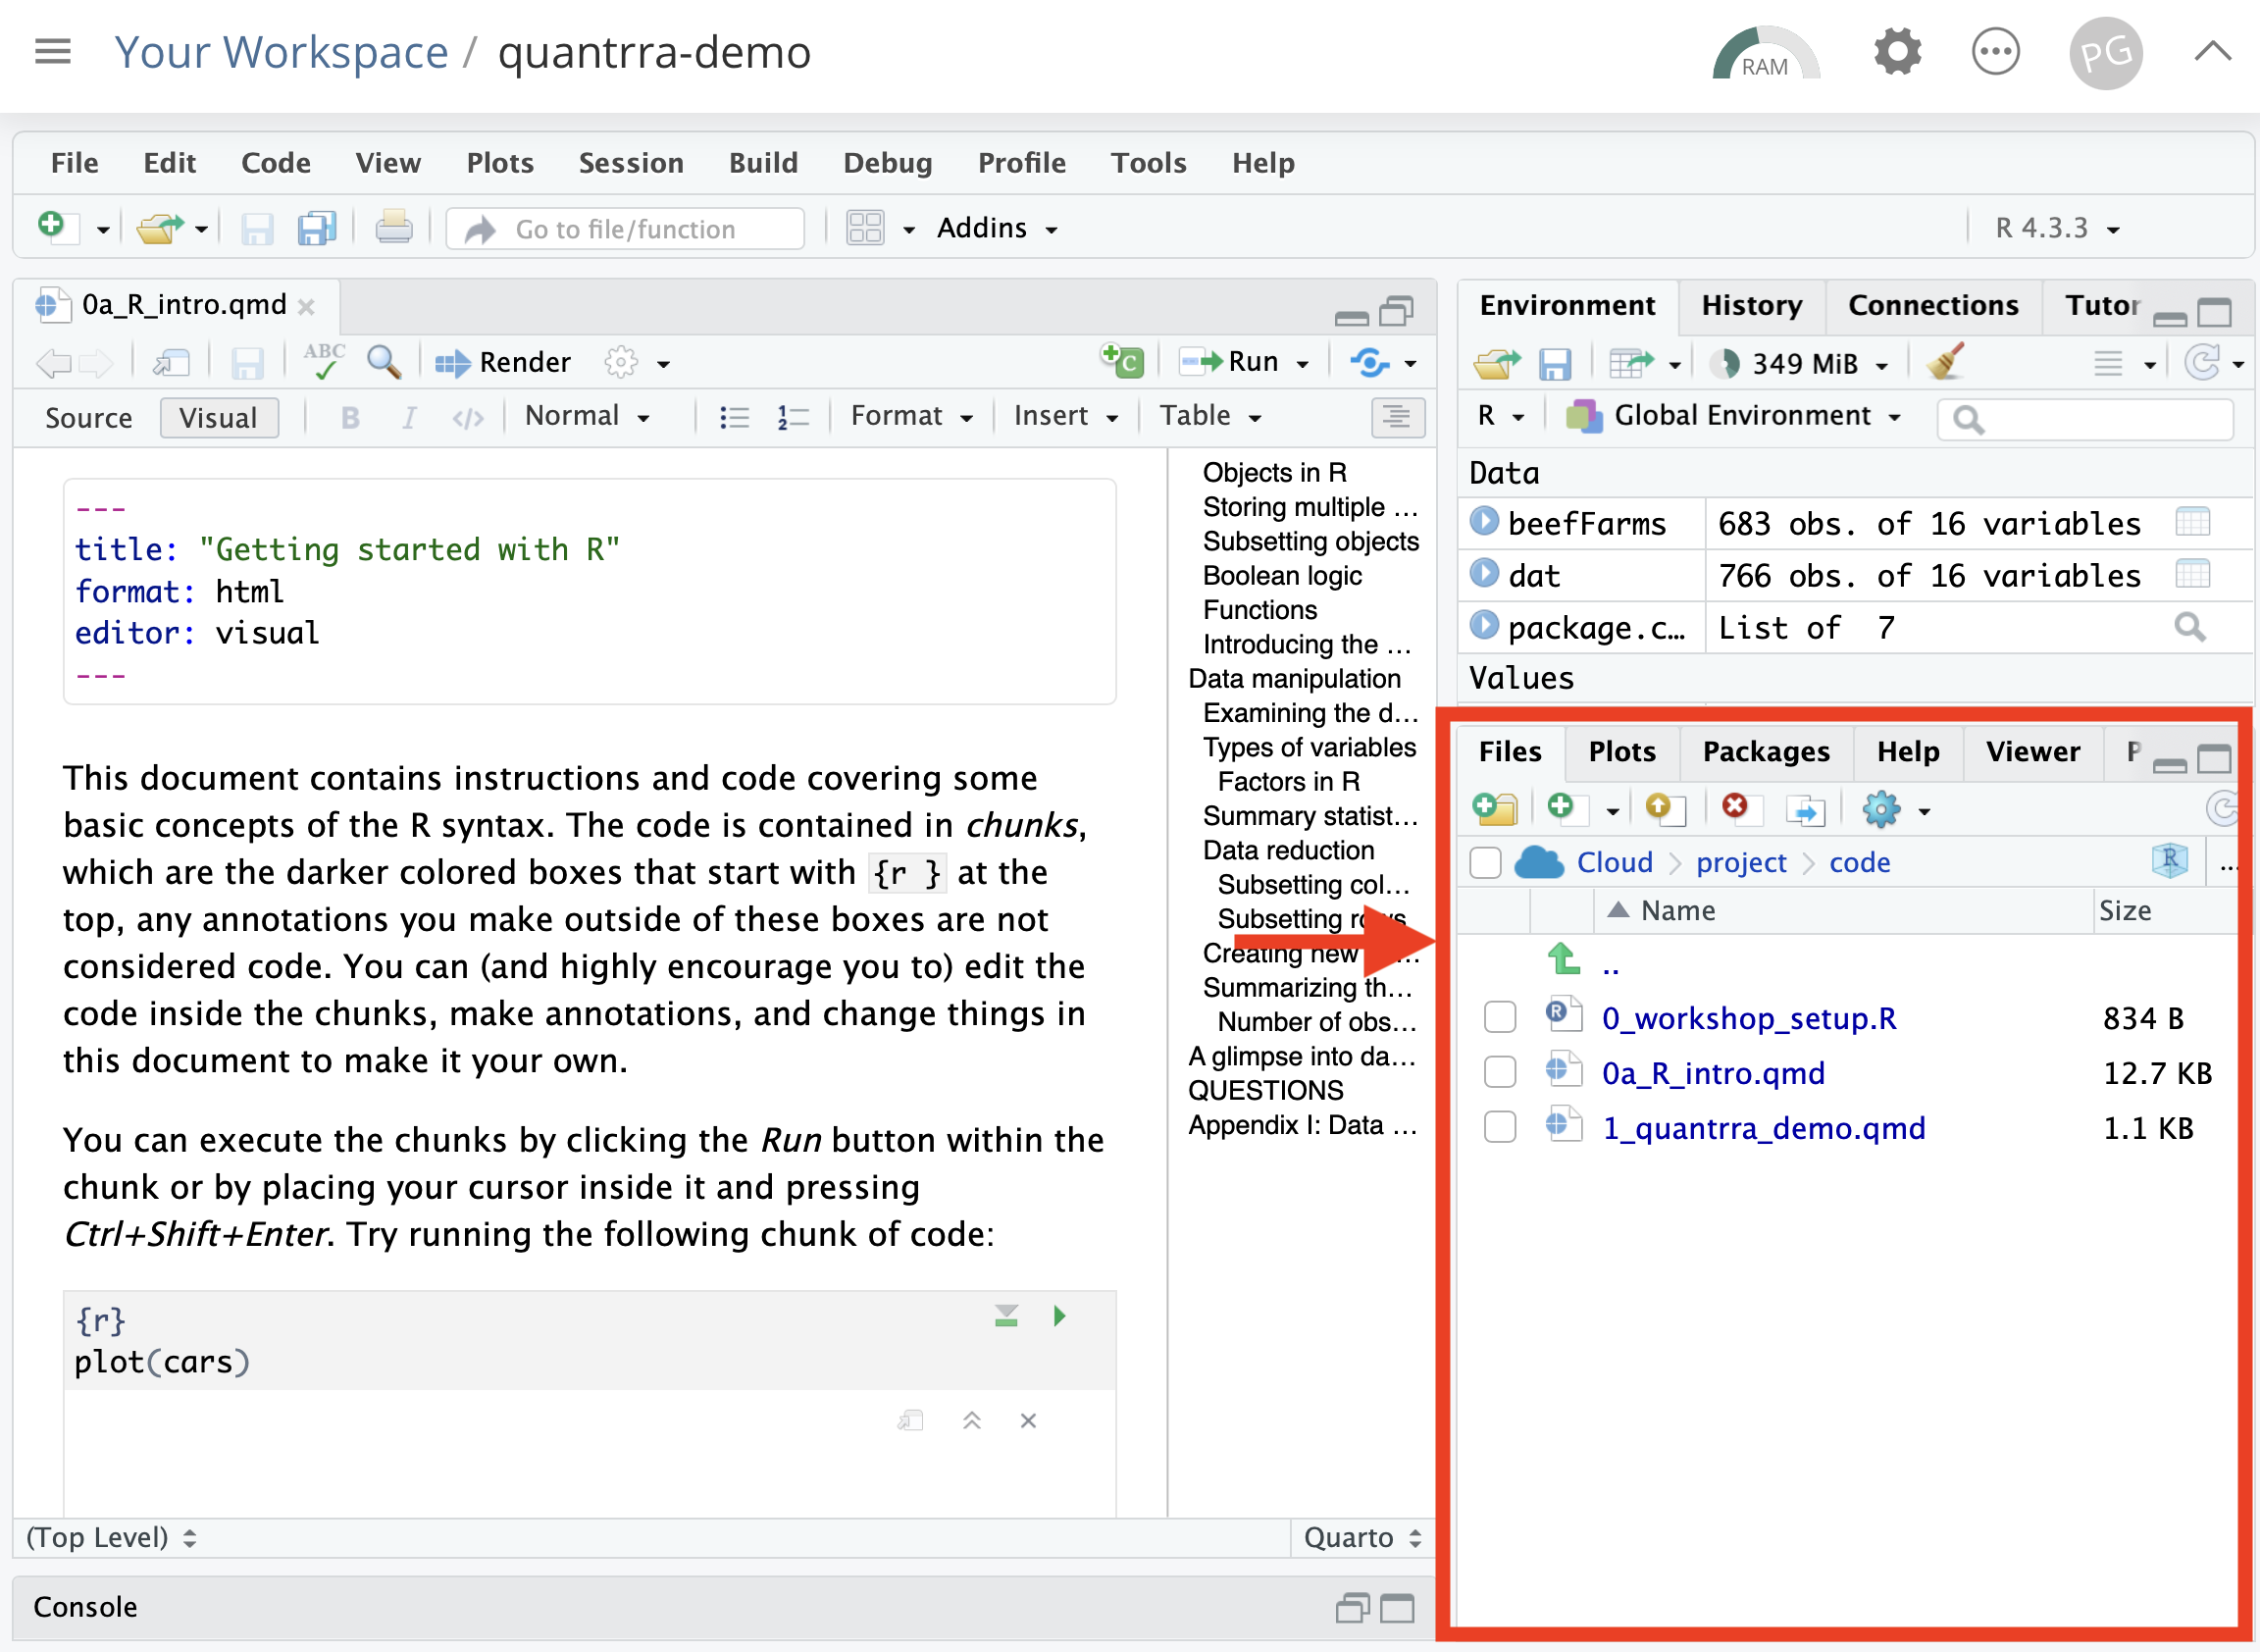 Your Workspace / quantrra-demo
RAM
PG
File Edit Code View Plots Session Build Debug Profile Tools Help
Go to file/function
Addins
R 4.3.3
0a_R_intro.qmd
ABC
Render
C
Run
Source Visual B I </> Normal Format Insert Table
---
title: "Getting started with R"
format: html
editor: visual
---
This document contains instructions and code covering some
basic concepts of the R syntax. The code is contained in chunks,
which are the darker colored boxes that start with {r } at the
top, any annotations you make outside of these boxes are not
considered code. You can (and highly encourage you to) edit the
code inside the chunks, make annotations, and change things in
this document to make it your own.
You can execute the chunks by clicking the Run button within the
chunk or by placing your cursor inside it and pressing
Ctrl+Shift+Enter. Try running the following chunk of code:
{r}
plot(cars)
(Top Level)
Quarto
Console
Objects in R
Storing multiple ...
Subsetting objects
Boolean logic
Functions
Introducing the ...
Data manipulation
Examining the d...
Types of variables
Factors in R
Summary statist...
Data reduction
Subsetting col...
Subsetting rows
Creating new ...
Summarizing th...
Number of obs...
A glimpse into da...
QUESTIONS
Appendix I: Data ...
Environment History Connections Tutor
349 MiB
R Global Environment
Data
beefFarms 683 obs. of 16 variables
dat 766 obs. of 16 variables
package.c... List of 7
Values
Files Plots Packages Help Viewer P
Cloud > project > code R ...
Name Size
..
0_workshop_setup.R 834 B
0a_R_intro.qmd 12.7 KB
1_quantrra_demo.qmd 1.1 KB